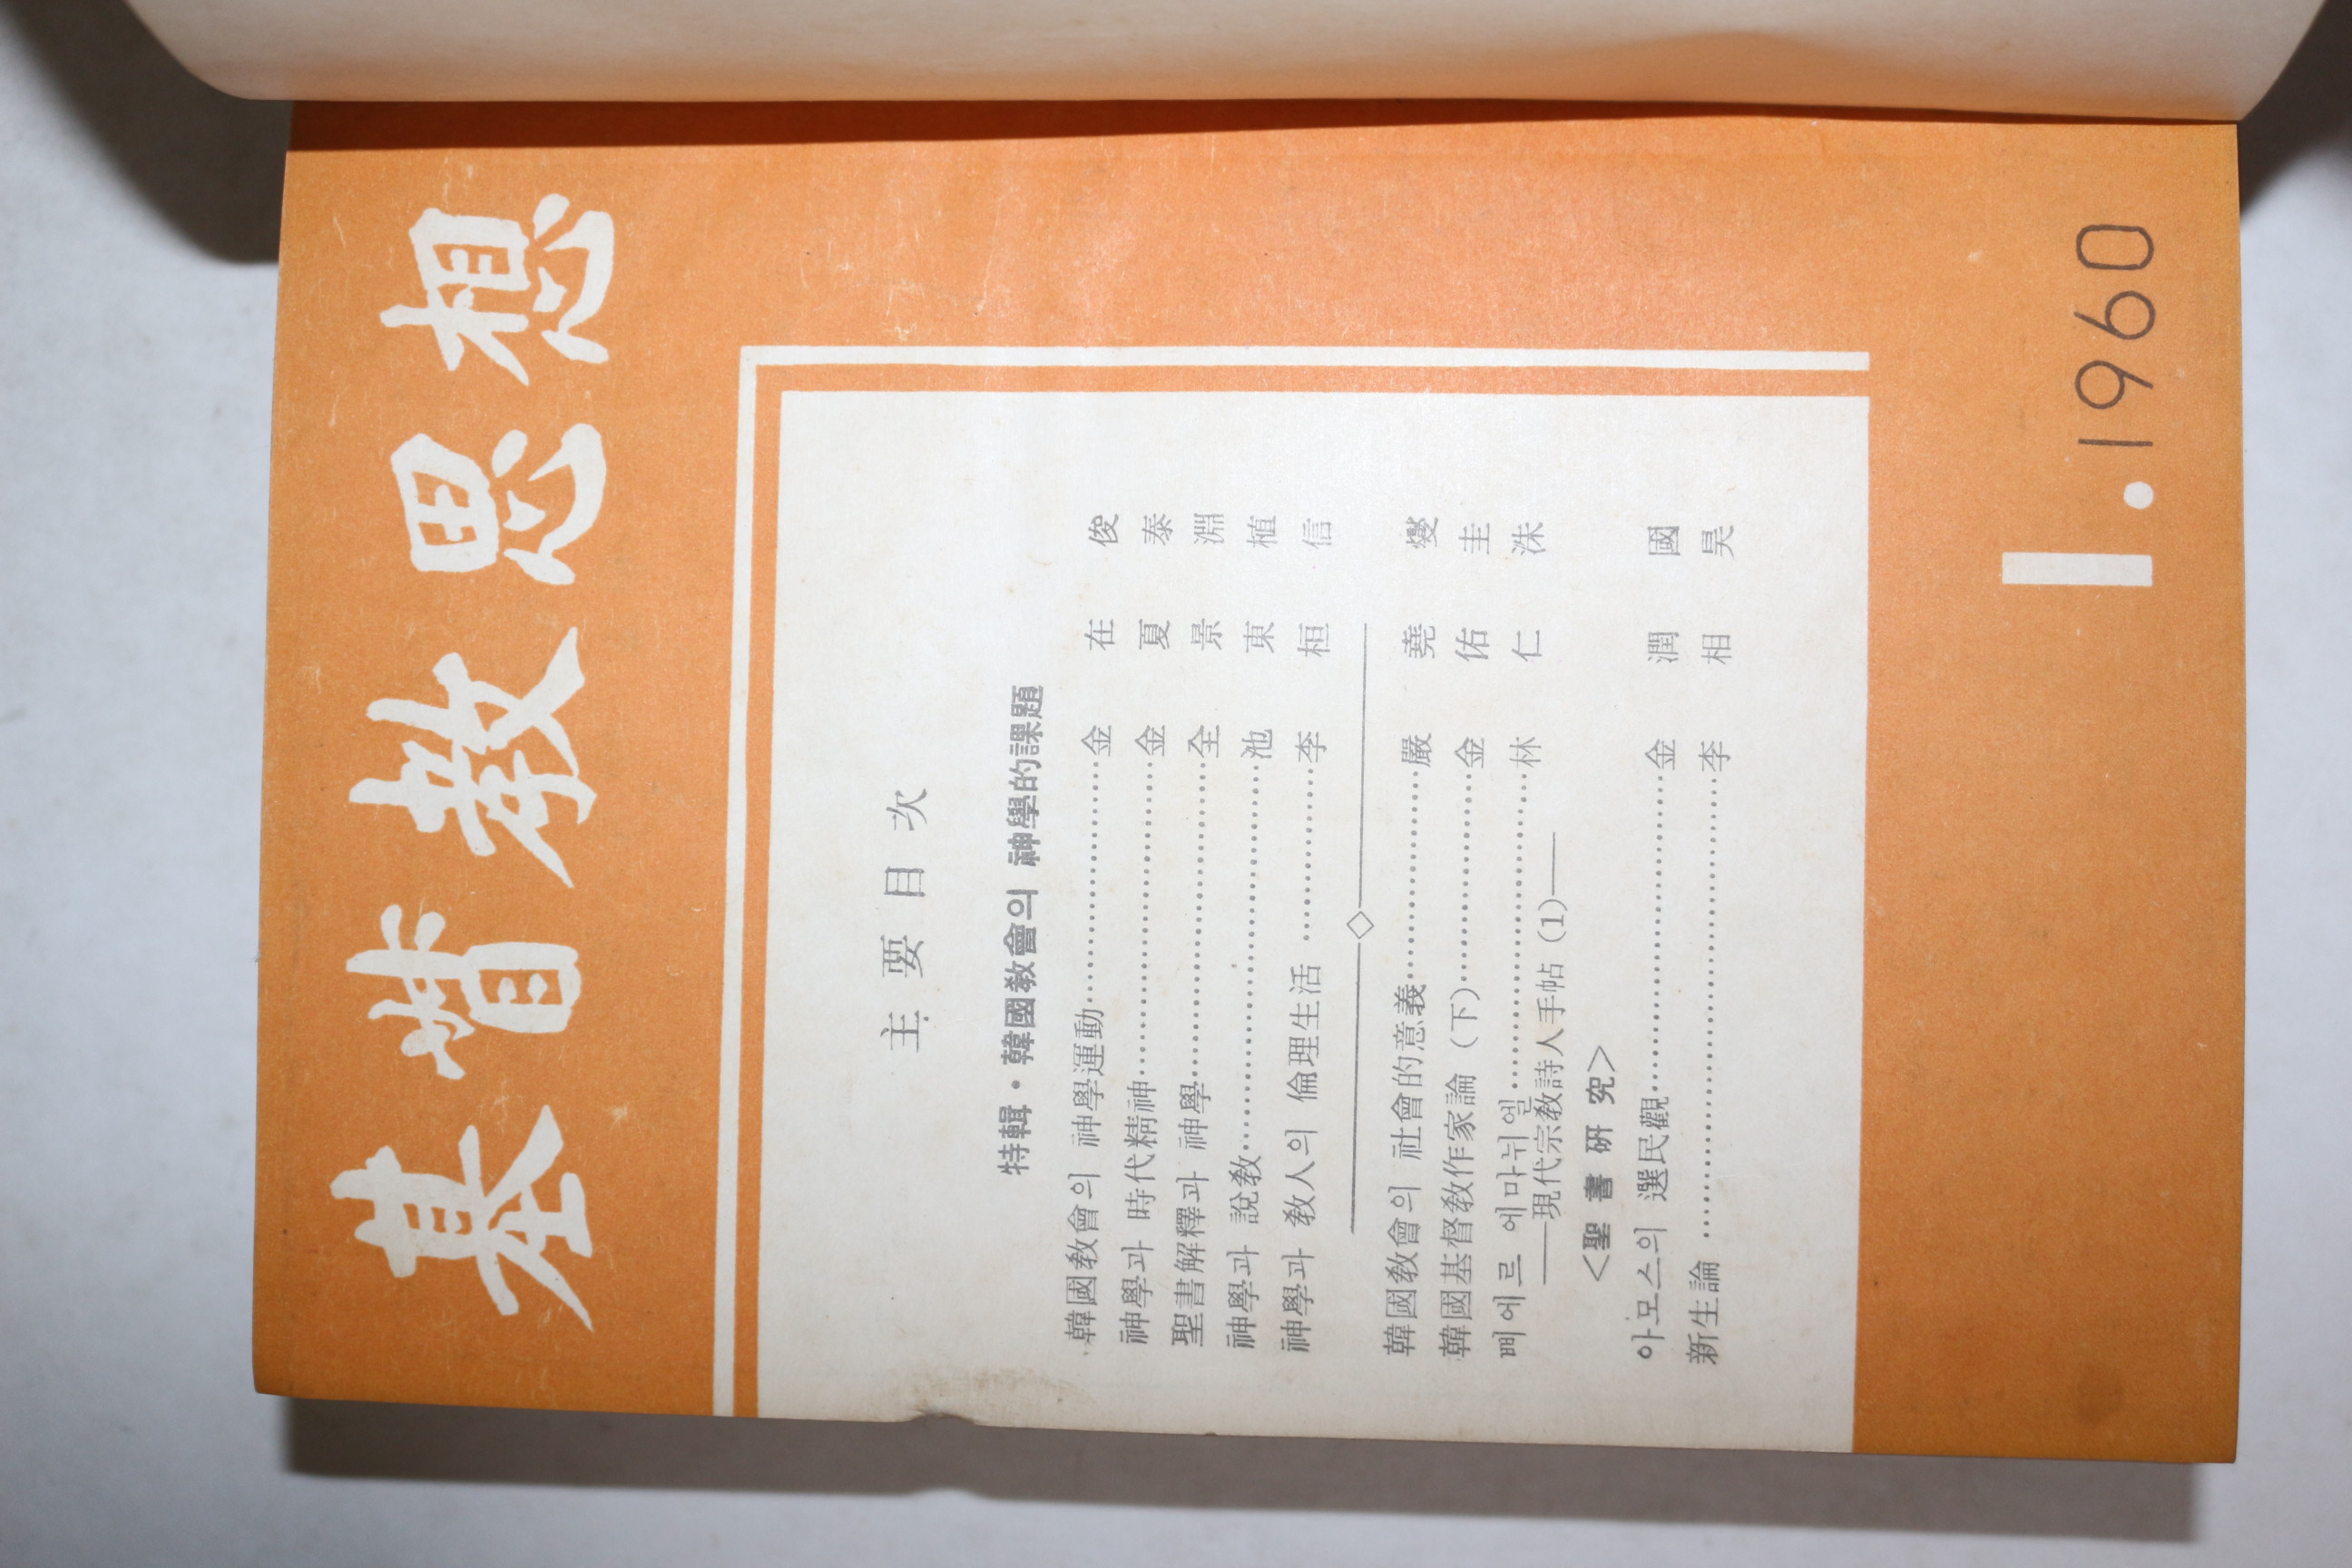 基督教思想
主要目次
特輯・韓國敎會의 神學的課題
韓國敎會의 神學運動……………金在俊
神學과 時代精神……………金夏泰
聖書解釋과 神學……………全景淵
神學과 說敎……………池東植
神學과 敎人의 倫理生活……………李桓信
韓國敎會의 社會的意義……………嚴堯燮
韓國基督敎作家論 (下)……………金佑圭
삐에르 에마뉘엘……………林仁洙
——現代宗敎詩人手帖 (1)——
<聖書硏究>
아모스의 選民觀……………金潤國
新生論……………李相昊
1.1960